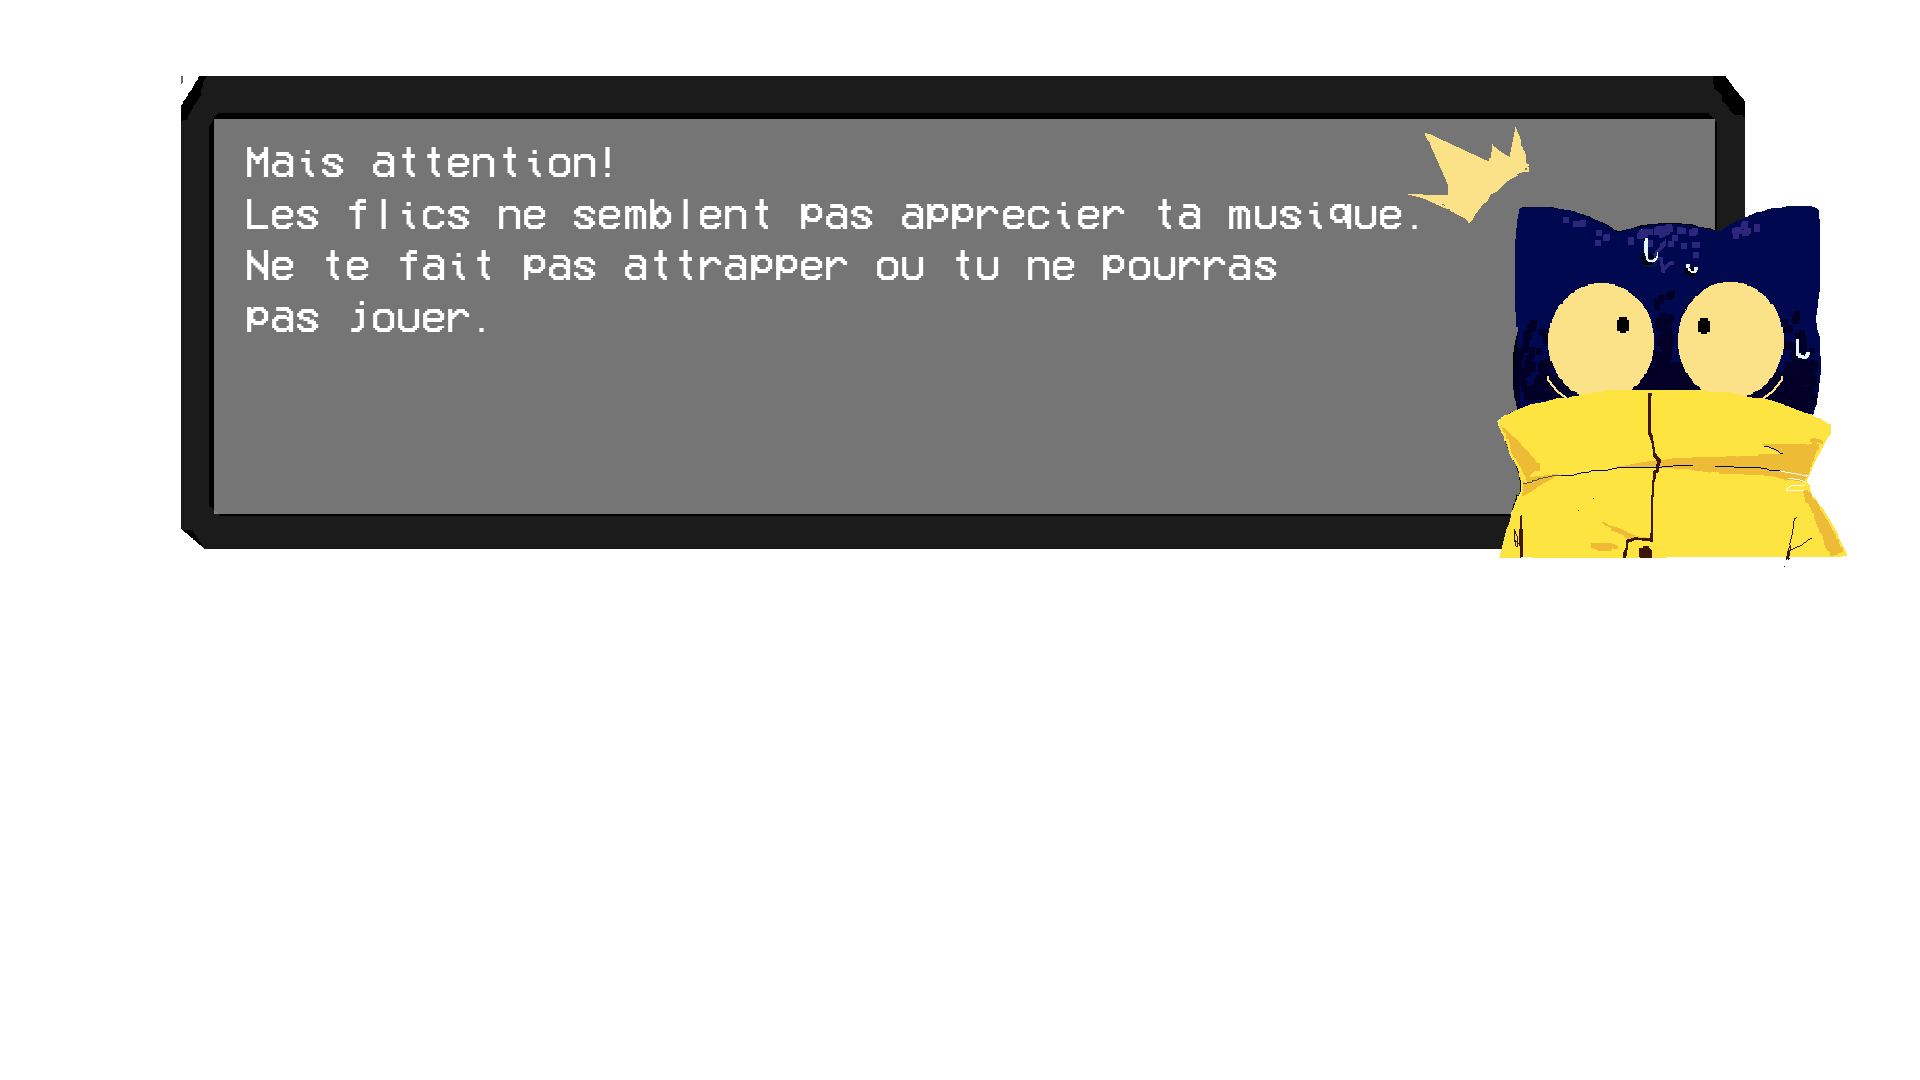 Mais attention!
Les flics ne semblent pas apprecier ta musique.
Ne te fait pas attrapper ou tu ne pourras
pas jouer.